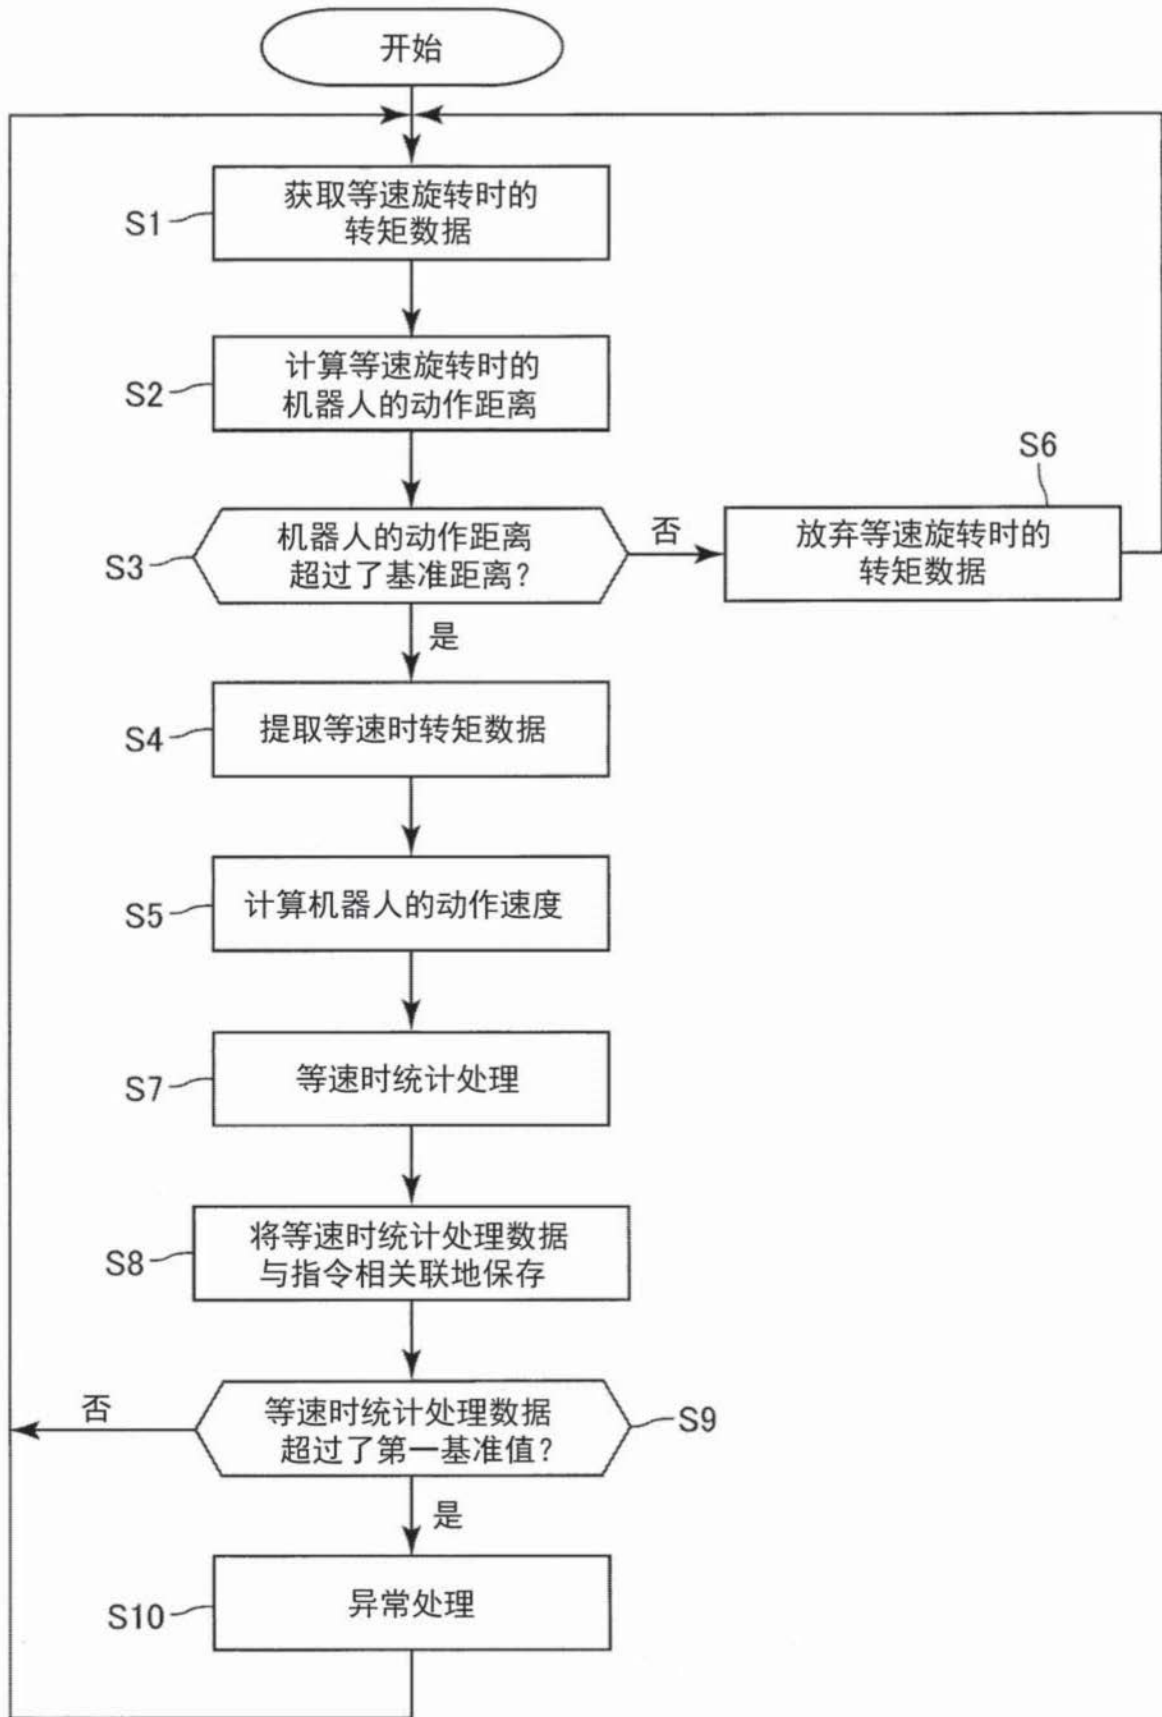 开始
S1
获取等速旋转时的
转矩数据
S2
计算等速旋转时的
机器人的动作距离
S3
机器人的动作距离
超过了基准距离?
否
S6
放弃等速旋转时的
转矩数据
是
S4
提取等速时转矩数据
S5
计算机器人的动作速度
S7
等速时统计处理
S8
将等速时统计处理数据
与指令相关联地保存
S9
等速时统计处理数据
超过了第一基准值?
否
是
S10
异常处理